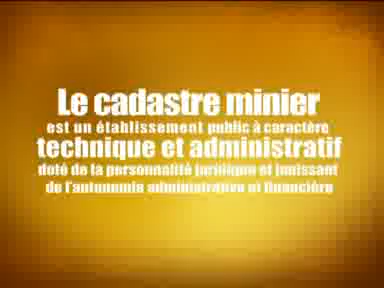 Le cadastre minier
est un établissement public à caractère
technique et administratif
doté de la personnalité juridique et jouissant
de l'autonomie administrative et financière